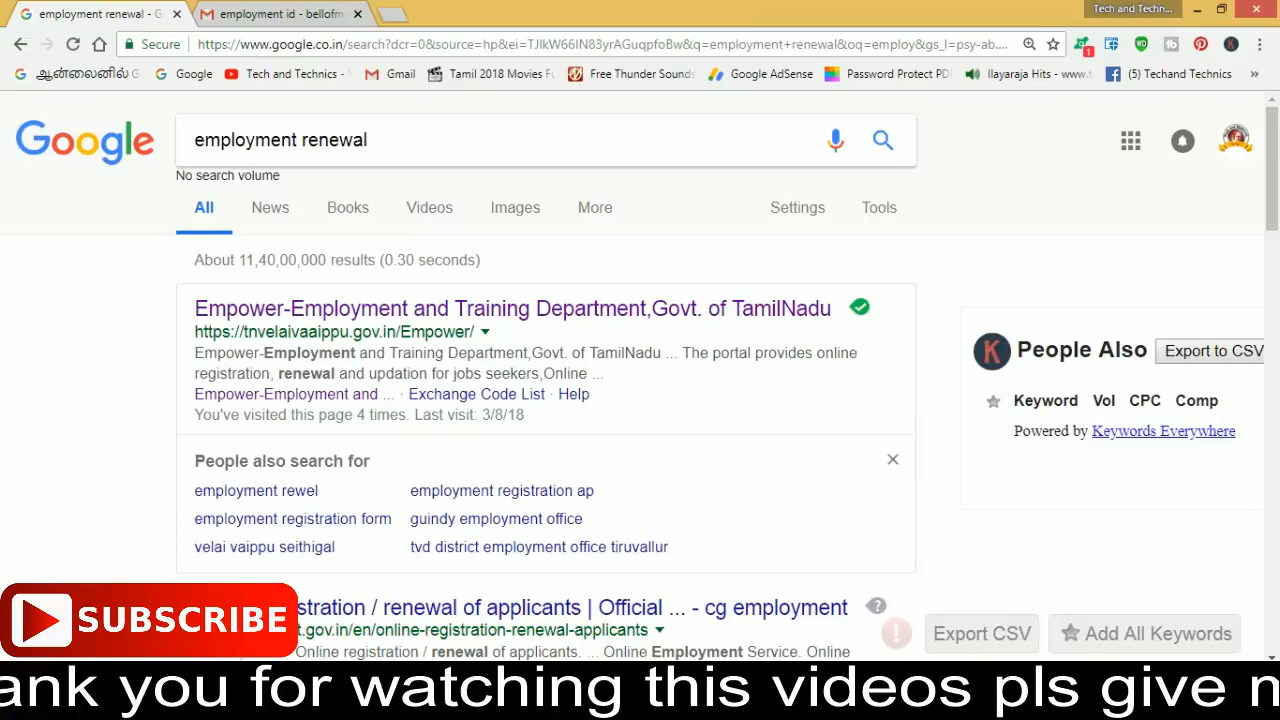 employment renewal - G
employment id - bellofm
Tech and Techn...
Secure
https://www.google.co.in/search?dcr=0&source=hp&ei=TJlkW66lN83yrAGuqpfoBw&q=employment+renewal&oq=employ&gs_l=psy-ab....
1
ஆன்லைனில் G
Google
Tech and Technics -
Gmail
Tamil 2018 Movies Fu
Free Thunder Sounds
Google AdSense
Password Protect PD
Ilayaraja Hits - www.t
(5) Techand Technics
»
Google
employment renewal
No search volume
All News Books Videos Images More Settings Tools
About 11,40,00,000 results (0.30 seconds)
Empower-Employment and Training Department,Govt. of TamilNadu
https://tnvelaivaaippu.gov.in/Empower/
Empower-Employment and Training Department,Govt. of TamilNadu ... The portal provides online
registration, renewal and updation for jobs seekers,Online ...
Empower-Employment and ... · Exchange Code List · Help
You've visited this page 4 times. Last visit: 3/8/18
People also search for
employment rewel employment registration ap
employment registration form guindy employment office
velai vaippu seithigal tvd district employment office tiruvallur
K People Also Export to CSV
Keyword Vol CPC Comp
Powered by Keywords Everywhere
stration / renewal of applicants | Official ... - cg employment
t.gov.in/en/online-registration-renewal-applicants
Online registration / renewal of applicants. ... Online Employment Service. Online
SUBSCRIBE
Export CSV
Add All Keywords
ank you for watching this videos pls give m